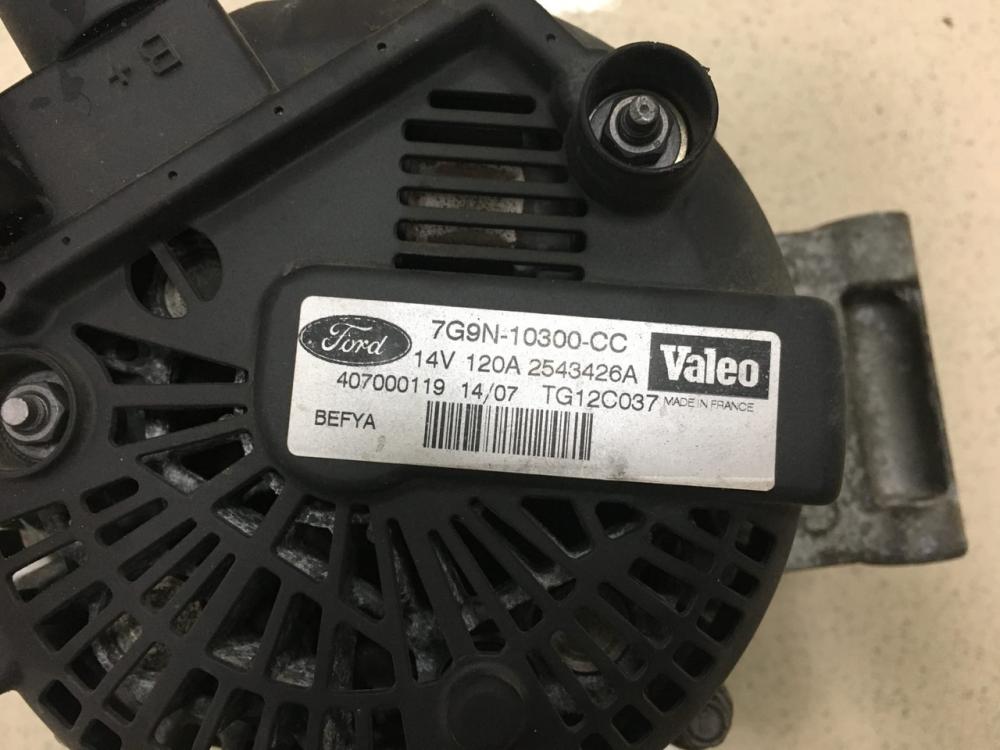 B+
Ford 7G9N-10300-CC Valeo
14V 120A 2543426A
407000119 14/07 TG12C037 MADE IN FRANCE
BEFYA